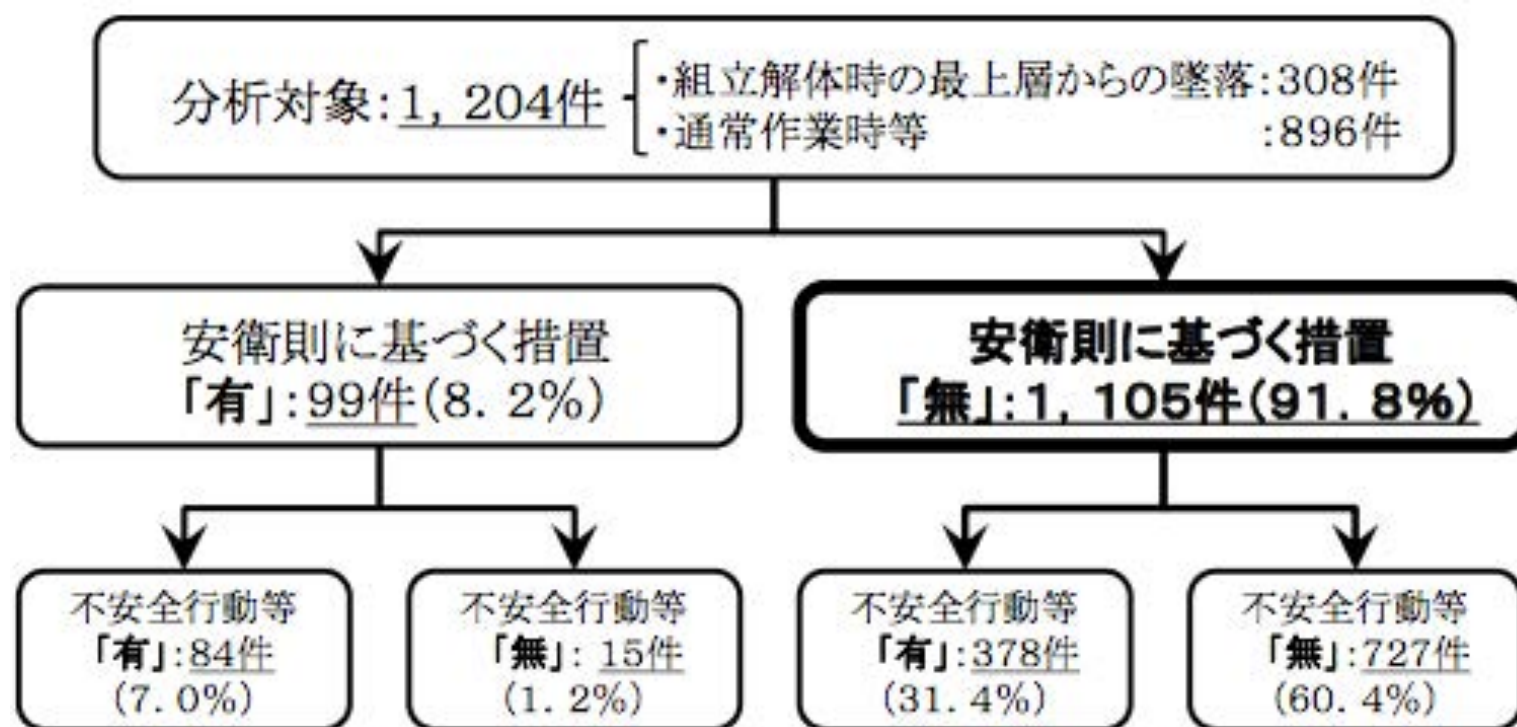 分析対象:1, 204件
・組立解体時の最上層からの墜落:308件
・通常作業時等 :896件
安衛則に基づく措置
「有」:99件(8. 2%)
安衛則に基づく措置
「無」:1, 105件(91. 8%)
不安全行動等
「有」:84件
(7. 0%)
不安全行動等
「無」: 15件
(1. 2%)
不安全行動等
「有」:378件
(31. 4%)
不安全行動等
「無」:727件
(60. 4%)